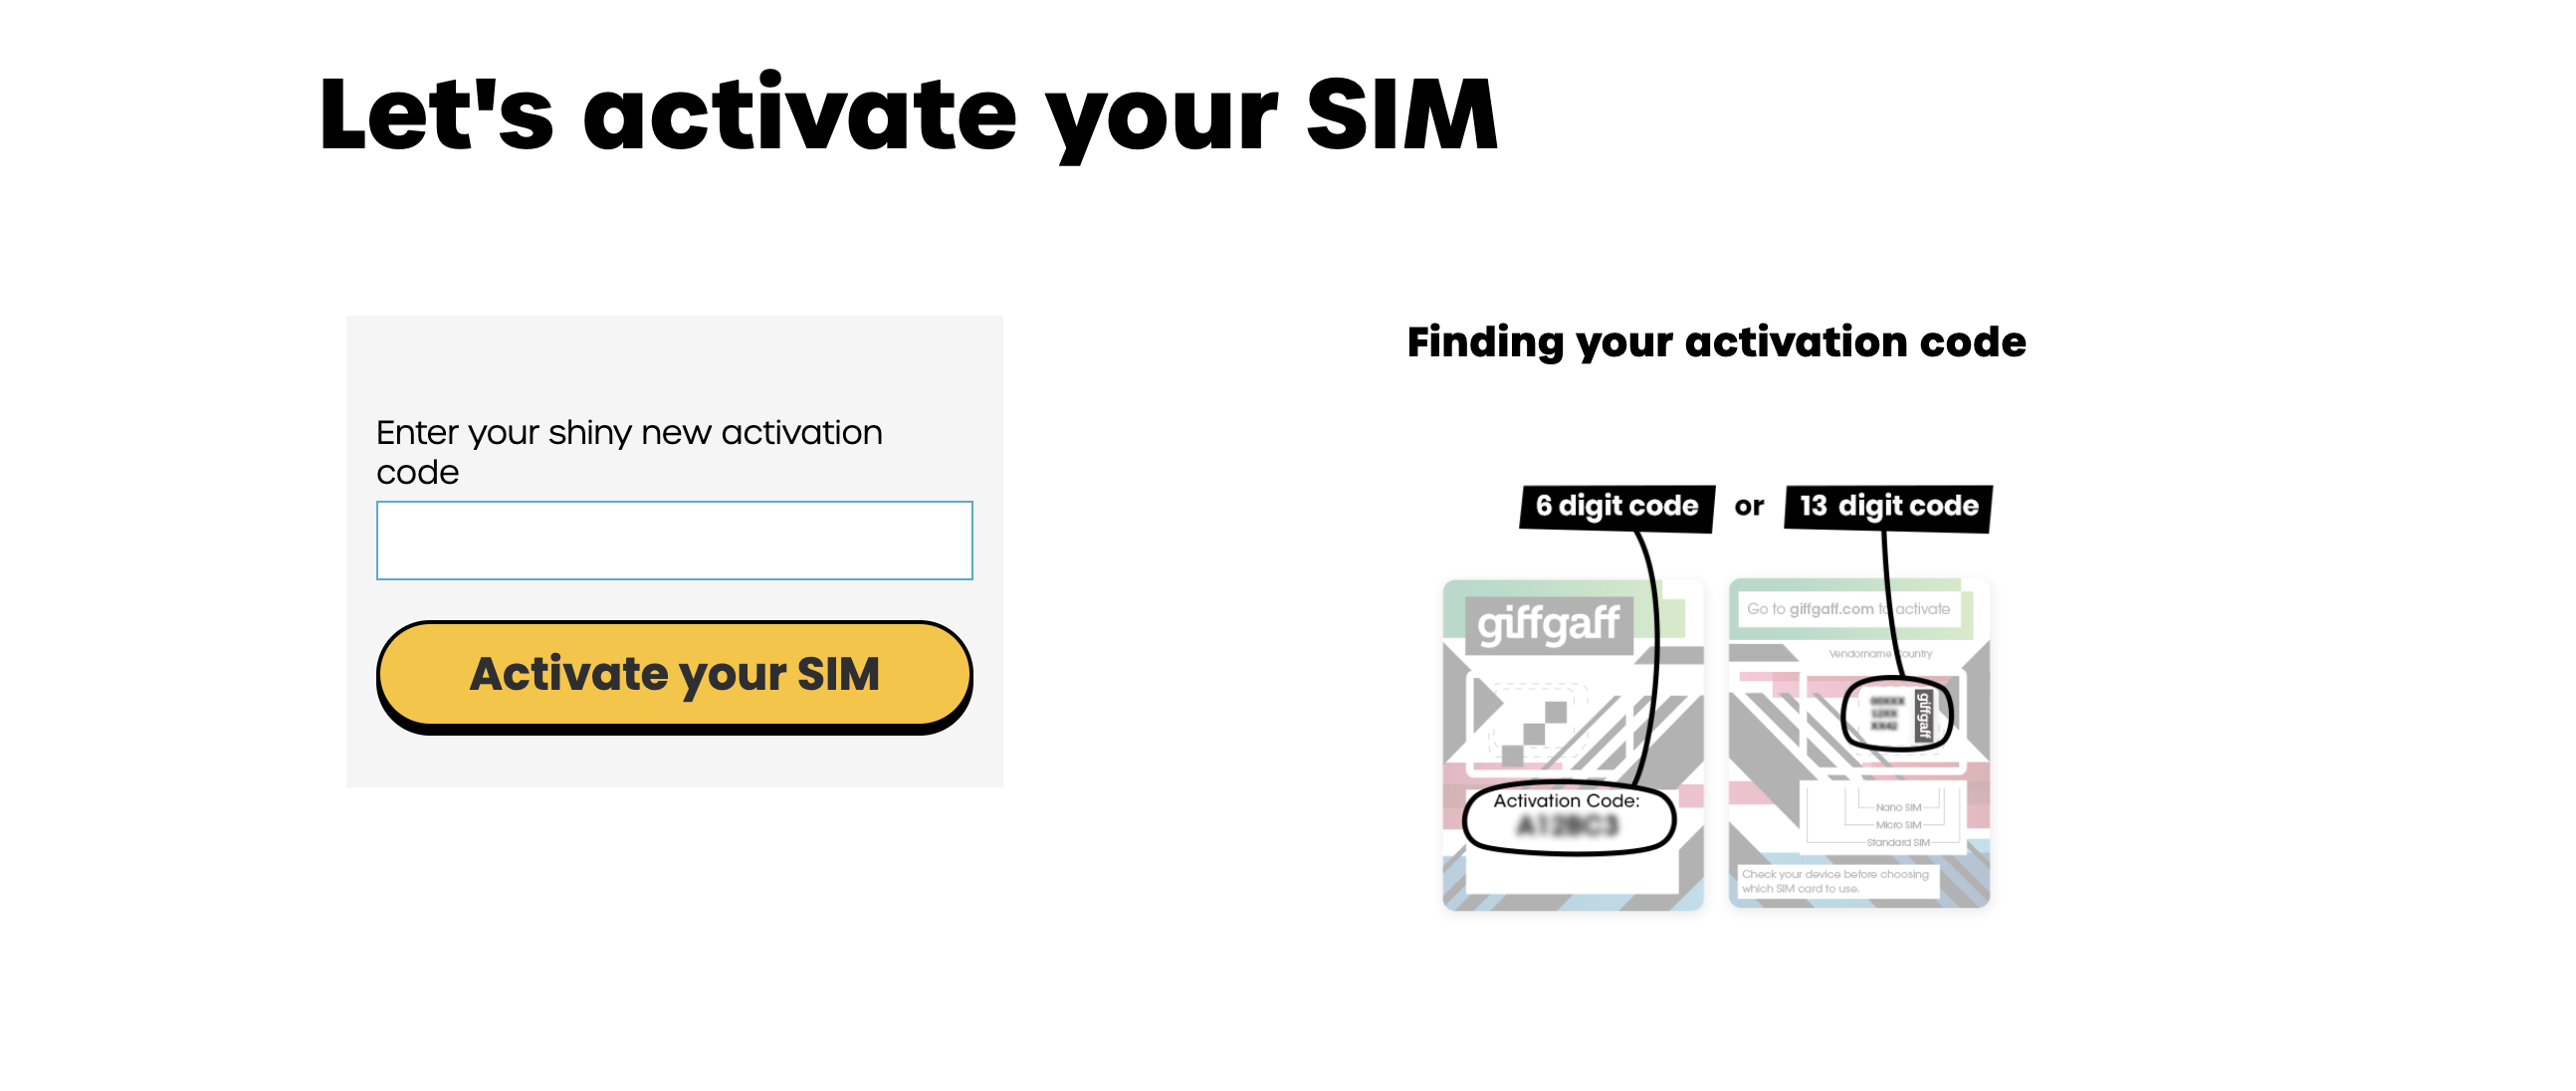 Let's activate your SIM
Enter your shiny new activation
code
Activate your SIM
Finding your activation code
6 digit code or 13 digit code
giffgaff
Activation Code:
A12BC3
Go to giffgaff.com to activate
Vendorname Country
giffgaff
Nano SIM
Micro SIM
Standard SIM
Check your device before choosing
which SIM card to use.